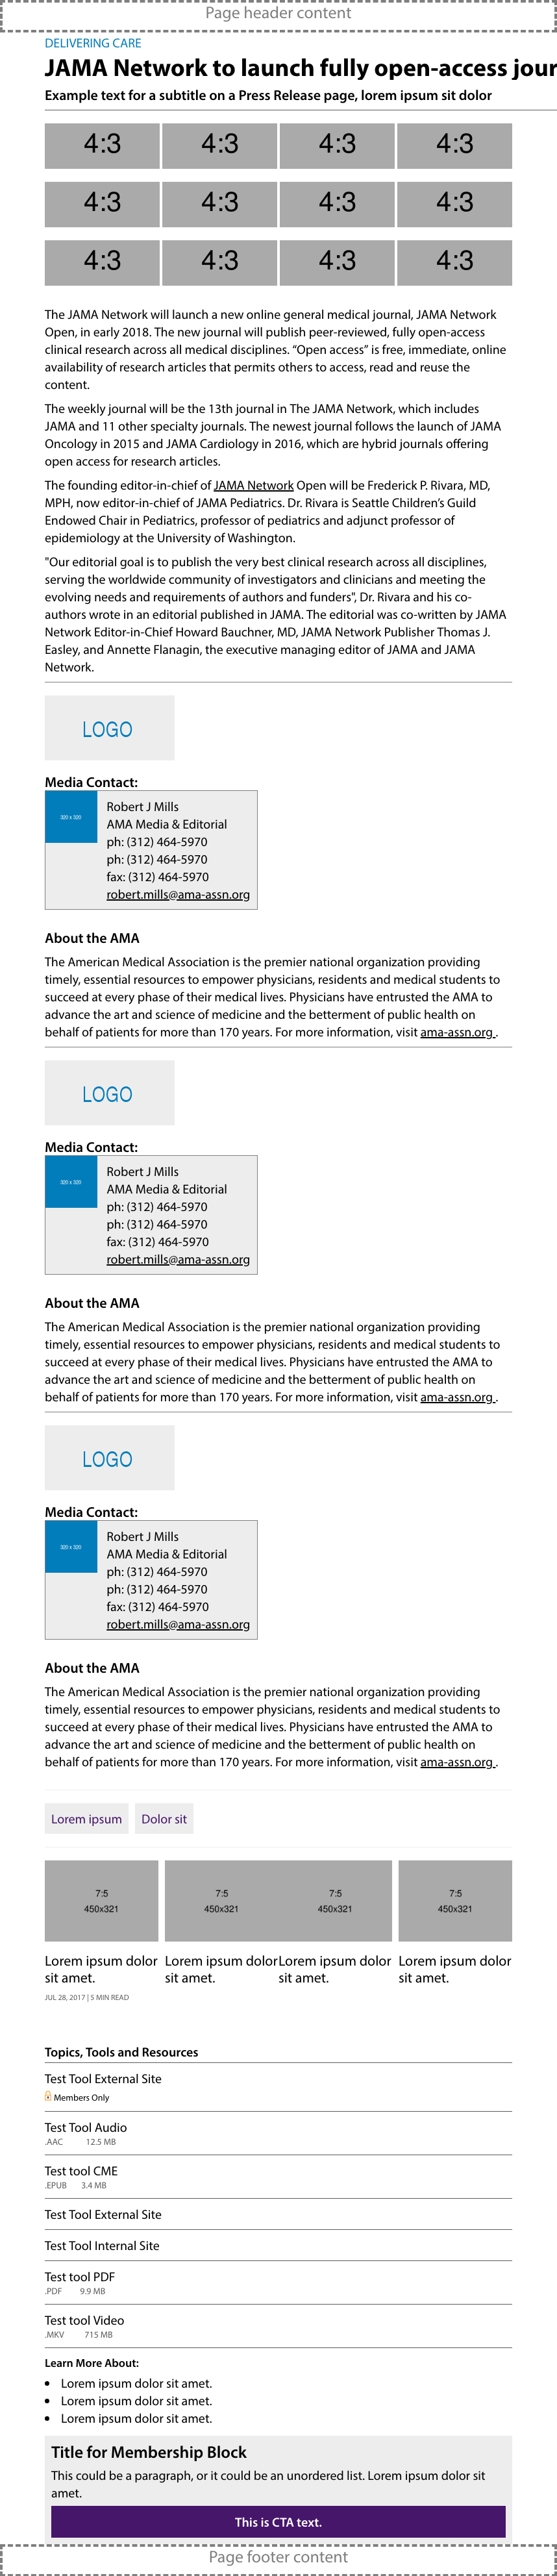 Page header content
DELIVERING CARE
JAMA Network to launch fully open-access jour
Example text for a subtitle on a Press Release page, lorem ipsum sit dolor
4:3 4:3 4:3 4:3
4:3 4:3 4:3 4:3
4:3 4:3 4:3 4:3
The JAMA Network will launch a new online general medical journal, JAMA Network
Open, in early 2018. The new journal will publish peer-reviewed, fully open-access
clinical research across all medical disciplines. “Open access” is free, immediate, online
availability of research articles that permits others to access, read and reuse the
content.
The weekly journal will be the 13th journal in The JAMA Network, which includes
JAMA and 11 other specialty journals. The newest journal follows the launch of JAMA
Oncology in 2015 and JAMA Cardiology in 2016, which are hybrid journals offering
open access for research articles.
The founding editor-in-chief of JAMA Network Open will be Frederick P. Rivara, MD,
MPH, now editor-in-chief of JAMA Pediatrics. Dr. Rivara is Seattle Children’s Guild
Endowed Chair in Pediatrics, professor of pediatrics and adjunct professor of
epidemiology at the University of Washington.
"Our editorial goal is to publish the very best clinical research across all disciplines,
serving the worldwide community of investigators and clinicians and meeting the
evolving needs and requirements of authors and funders", Dr. Rivara and his co-
authors wrote in an editorial published in JAMA. The editorial was co-written by JAMA
Network Editor-in-Chief Howard Bauchner, MD, JAMA Network Publisher Thomas J.
Easley, and Annette Flanagin, the executive managing editor of JAMA and JAMA
Network.
LOGO
Media Contact:
320 x 320
Robert J Mills
AMA Media & Editorial
ph: (312) 464-5970
ph: (312) 464-5970
fax: (312) 464-5970
robert.mills@ama-assn.org
About the AMA
The American Medical Association is the premier national organization providing
timely, essential resources to empower physicians, residents and medical students to
succeed at every phase of their medical lives. Physicians have entrusted the AMA to
advance the art and science of medicine and the betterment of public health on
behalf of patients for more than 170 years. For more information, visit ama-assn.org .
LOGO
Media Contact:
320 x 320
Robert J Mills
AMA Media & Editorial
ph: (312) 464-5970
ph: (312) 464-5970
fax: (312) 464-5970
robert.mills@ama-assn.org
About the AMA
The American Medical Association is the premier national organization providing
timely, essential resources to empower physicians, residents and medical students to
succeed at every phase of their medical lives. Physicians have entrusted the AMA to
advance the art and science of medicine and the betterment of public health on
behalf of patients for more than 170 years. For more information, visit ama-assn.org .
LOGO
Media Contact:
320 x 320
Robert J Mills
AMA Media & Editorial
ph: (312) 464-5970
ph: (312) 464-5970
fax: (312) 464-5970
robert.mills@ama-assn.org
About the AMA
The American Medical Association is the premier national organization providing
timely, essential resources to empower physicians, residents and medical students to
succeed at every phase of their medical lives. Physicians have entrusted the AMA to
advance the art and science of medicine and the betterment of public health on
behalf of patients for more than 170 years. For more information, visit ama-assn.org .
Lorem ipsum Dolor sit
7:5 7:5 7:5 7:5
450x321 450x321 450x321 450x321
Lorem ipsum dolor Lorem ipsum dolor Lorem ipsum dolor Lorem ipsum dolor
sit amet. sit amet. sit amet. sit amet.
JUL 28, 2017 | 5 MIN READ
Topics, Tools and Resources
Test Tool External Site
Members Only
Test Tool Audio
.AAC 12.5 MB
Test tool CME
.EPUB 3.4 MB
Test Tool External Site
Test Tool Internal Site
Test tool PDF
.PDF 9.9 MB
Test tool Video
.MKV 715 MB
Learn More About:
• Lorem ipsum dolor sit amet.
• Lorem ipsum dolor sit amet.
• Lorem ipsum dolor sit amet.
Title for Membership Block
This could be a paragraph, or it could be an unordered list. Lorem ipsum dolor sit
amet.
This is CTA text.
Page footer content